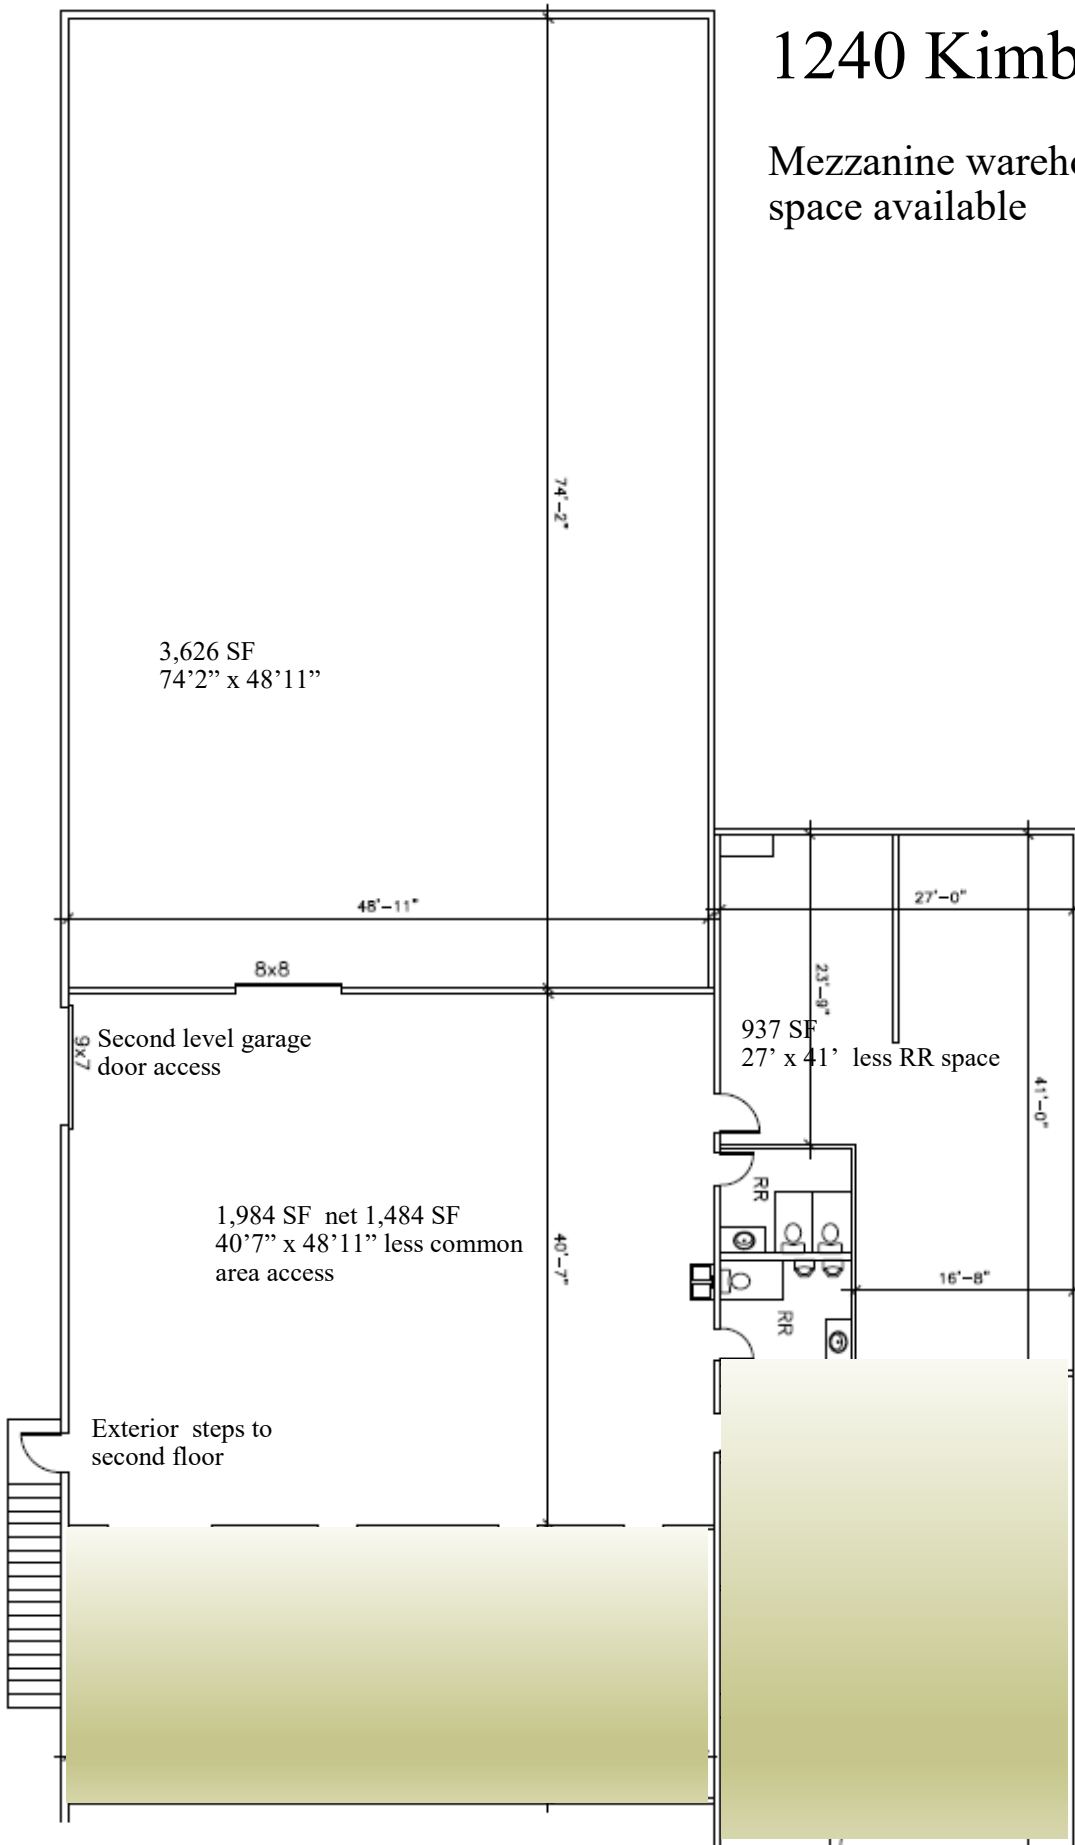 1240 Kimb
Mezzanine wareho
space available
74'-2"
3,626 SF
74’2” x 48’11”
48'-11"
27'-0"
8x8
23'-9"
9x7
Second level garage
door access
937 SF
27’ x 41’ less RR space
41'-0"
RR
1,984 SF net 1,484 SF
40’7” x 48’11” less common
area access
40'-7"
16'-8"
RR
Exterior steps to
second floor